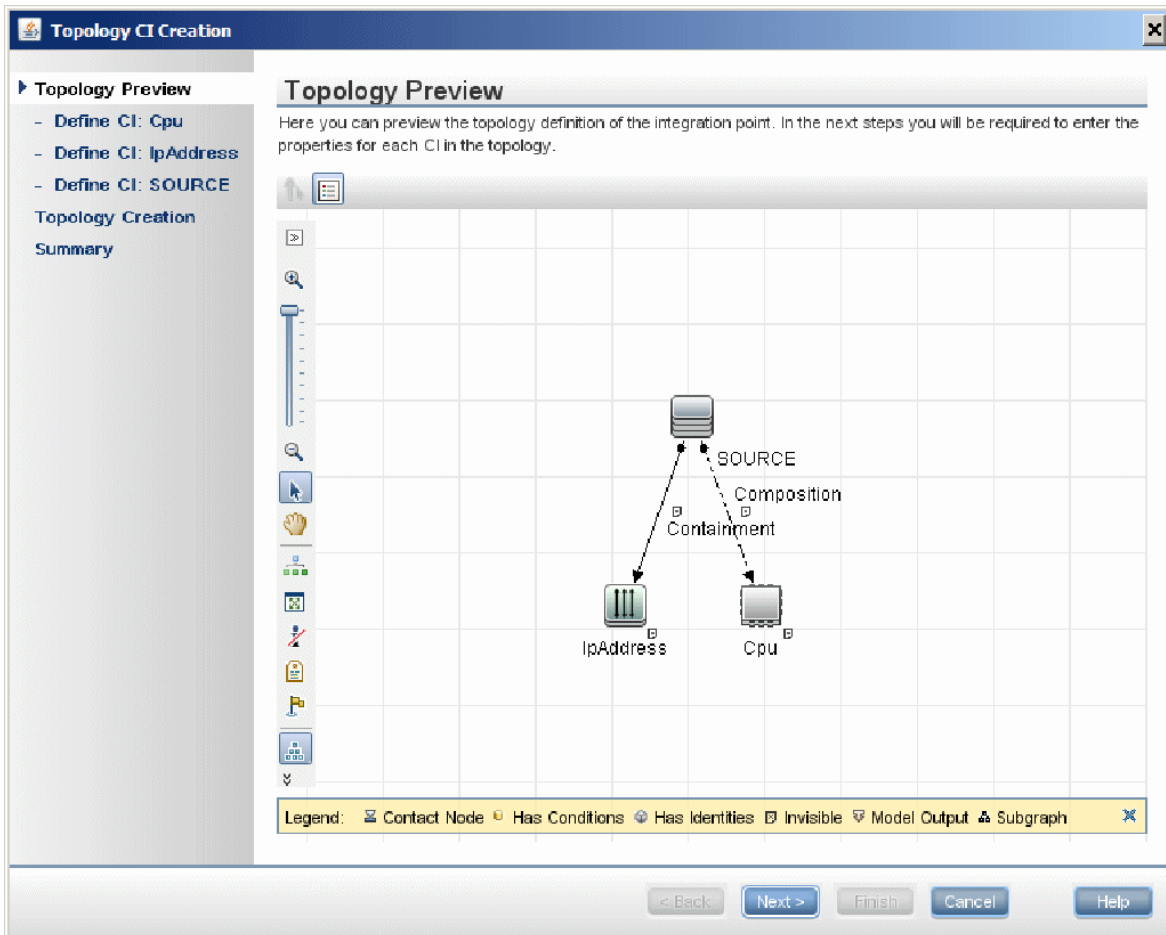 Topology CI Creation
Topology Preview
- Define CI: Cpu
- Define CI: IpAddress
- Define CI: SOURCE
Topology Creation
Summary
Topology Preview
Here you can preview the topology definition of the integration point. In the next steps you will be required to enter the
properties for each CI in the topology.
SOURCE
Composition
Containment
IpAddress
Cpu
Legend: Contact Node Has Conditions Has Identities Invisible Model Output Subgraph
< Back Next > Finish Cancel Help